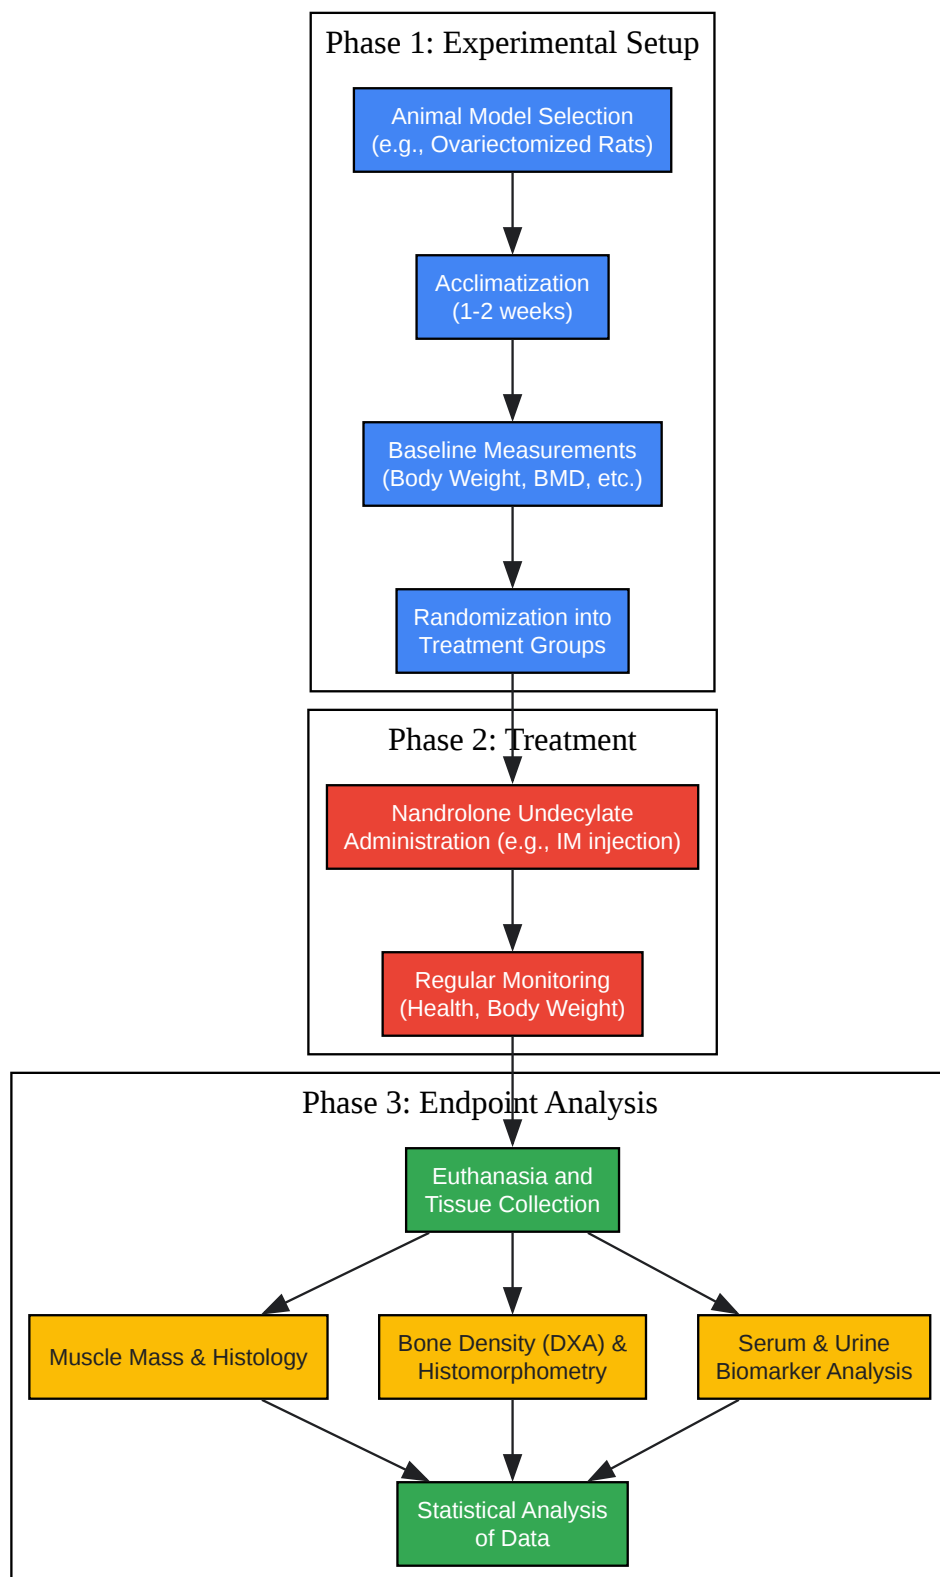 Phase 1: Experimental Setup
Animal Model Selection
(e.g., Ovariectomized Rats)
Acclimatization
(1-2 weeks)
Baseline Measurements
(Body Weight, BMD, etc.)
Randomization into
Treatment Groups
Phase 2: Treatment
Nandrolone Undecylate
Administration (e.g., IM injection)
Regular Monitoring
(Health, Body Weight)
Phase 3: Endpoint Analysis
Euthanasia and
Tissue Collection
Muscle Mass & Histology
Bone Density (DXA) &
Histomorphometry
Serum & Urine
Biomarker Analysis
Statistical Analysis
of Data